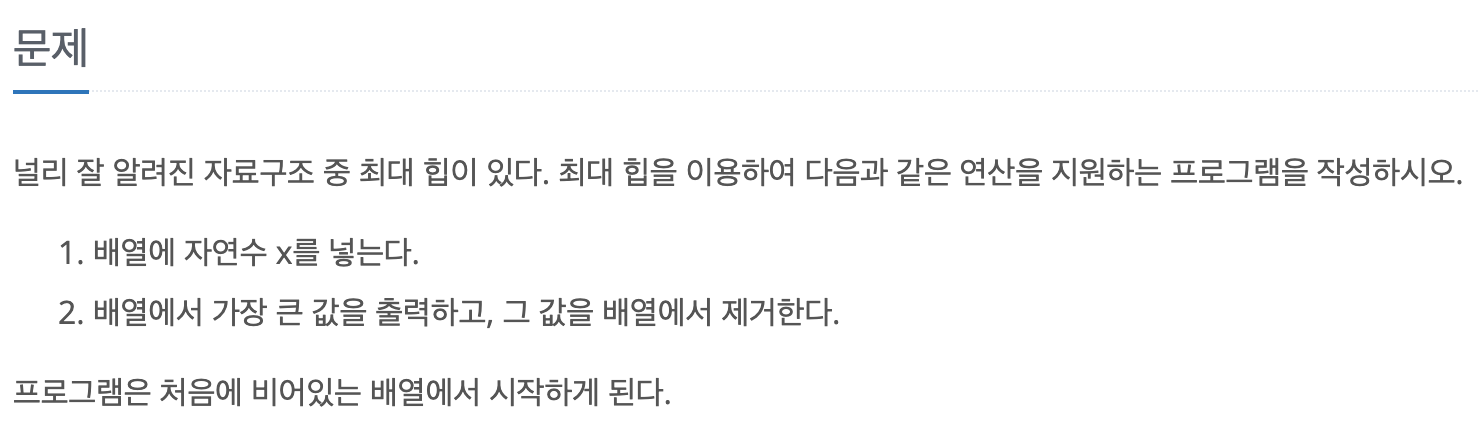 문제
널리 잘 알려진 자료구조 중 최대 힙이 있다. 최대 힙을 이용하여 다음과 같은 연산을 지원하는 프로그램을 작성하시오.
1. 배열에 자연수 x를 넣는다.
2. 배열에서 가장 큰 값을 출력하고, 그 값을 배열에서 제거한다.
프로그램은 처음에 비어있는 배열에서 시작하게 된다.